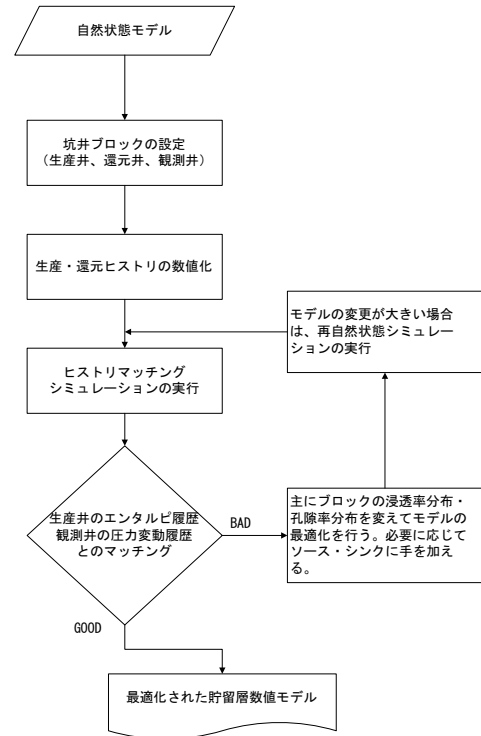 自然状態モデル
坑井ブロックの設定
（生産井、還元井、観測井）
生産・還元ヒストリの数値化
モデルの変更が大きい場合
は、再自然状態シミュレー
ションの実行
ヒストリマッチング
シミュレーションの実行
生産井のエンタルピ履歴
観測井の圧力変動履歴
とのマッチング
BAD
主にブロックの浸透率分布・
孔隙率分布を変えてモデルの
最適化を行う。必要に応じて
ソース・シンクに手を加え
る。
GOOD
最適化された貯留層数値モデル